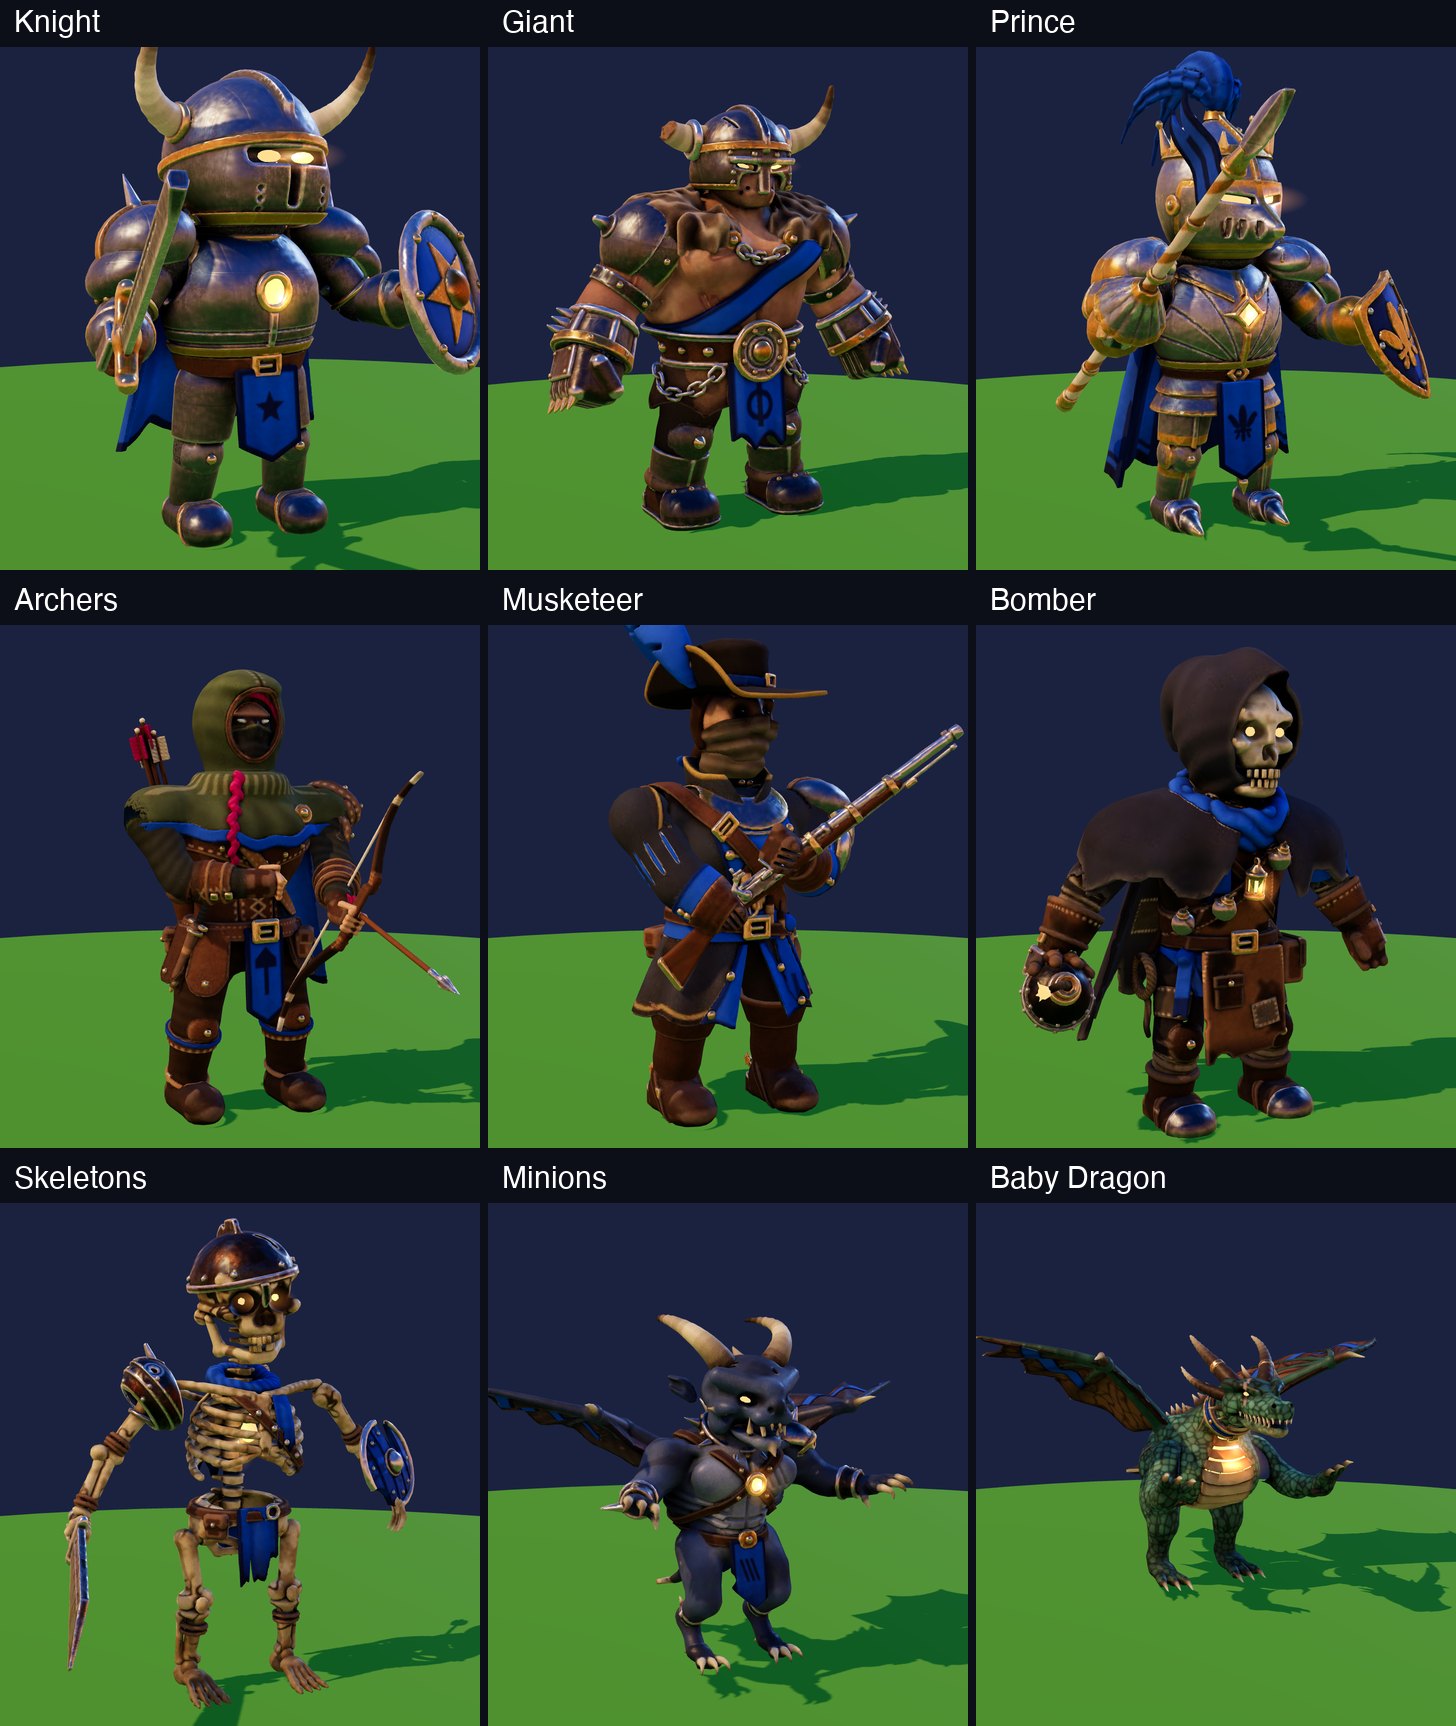 Knight
Giant
Prince
Archers
Musketeer
Bomber
Skeletons
Minions
Baby Dragon